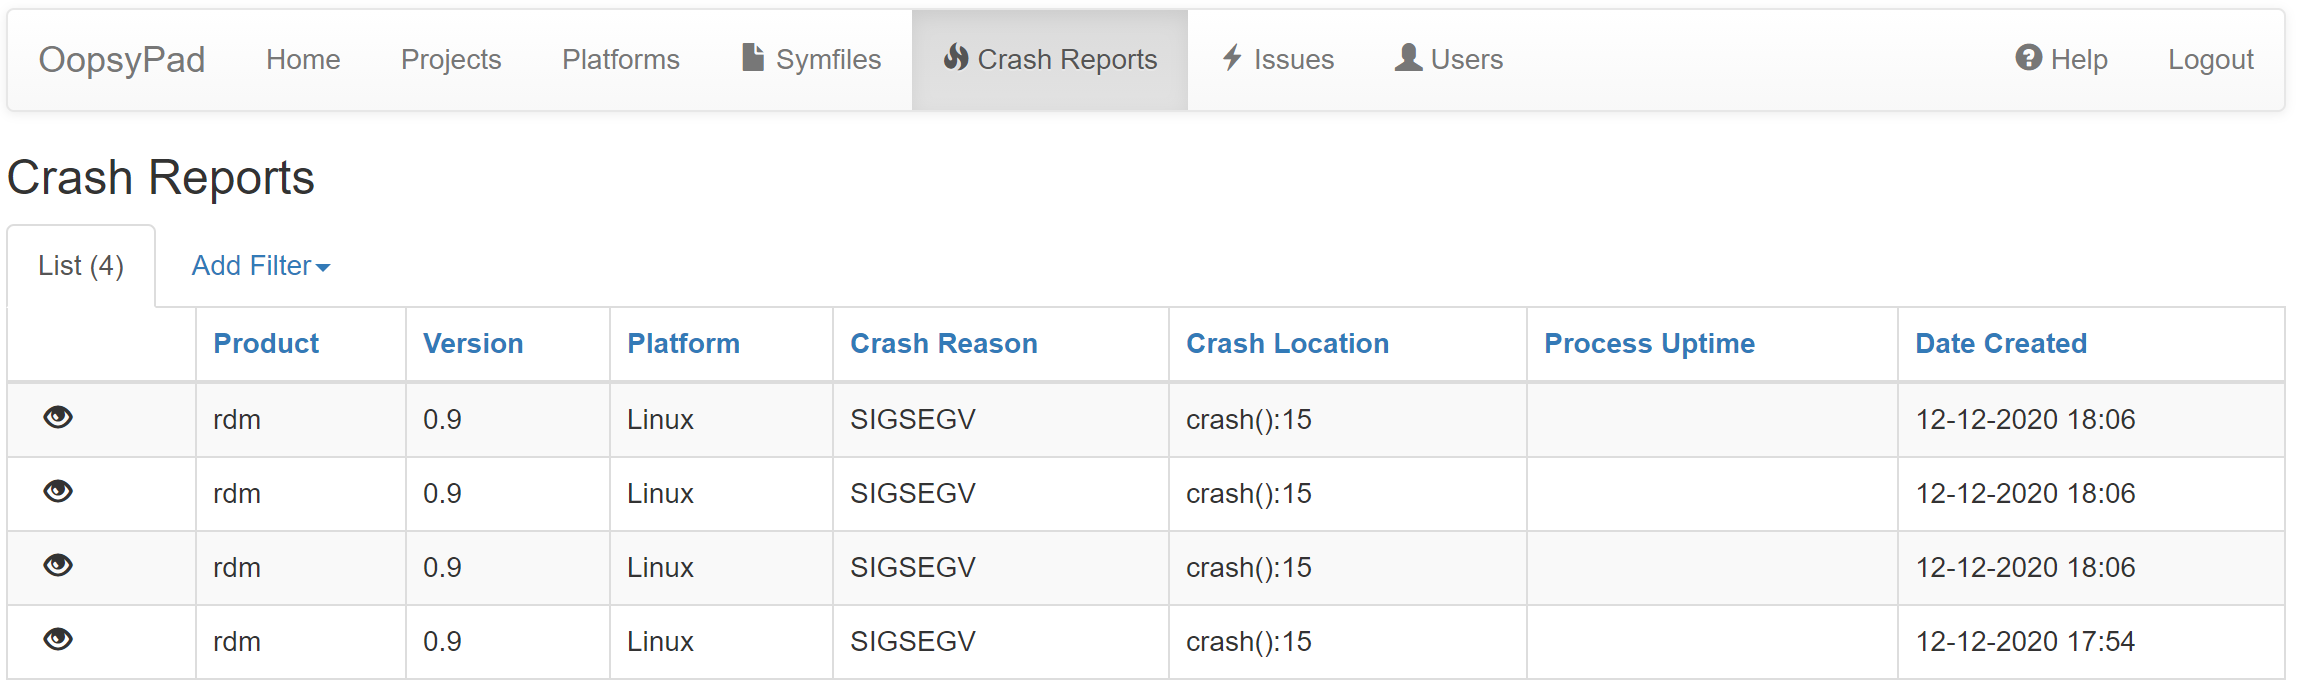 OopsyPad Home Projects Platforms Symfiles Crash Reports Issues Users Help Logout
Crash Reports
List (4) Add Filter
Product Version Platform Crash Reason Crash Location Process Uptime Date Created
rdm 0.9 Linux SIGSEGV crash():15 12-12-2020 18:06
rdm 0.9 Linux SIGSEGV crash():15 12-12-2020 18:06
rdm 0.9 Linux SIGSEGV crash():15 12-12-2020 18:06
rdm 0.9 Linux SIGSEGV crash():15 12-12-2020 17:54